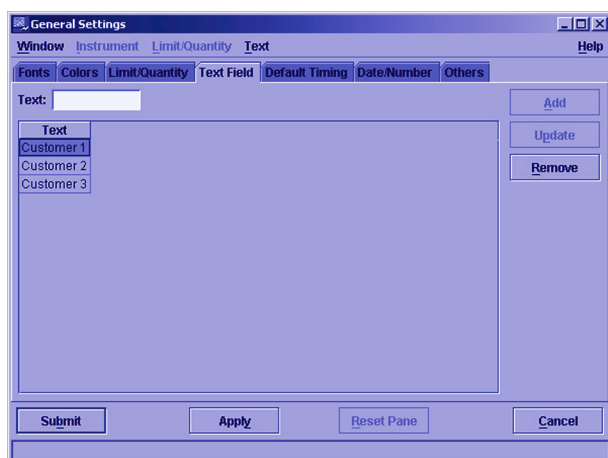 General Settings
Window Instrument Limit/Quantity Text Help
Fonts Colors Limit/Quantity Text Field Default Timing Date/Number Others
Text:
Add
Text
Update
Customer 1
Customer 2
Remove
Customer 3
Submit Apply Reset Pane Cancel